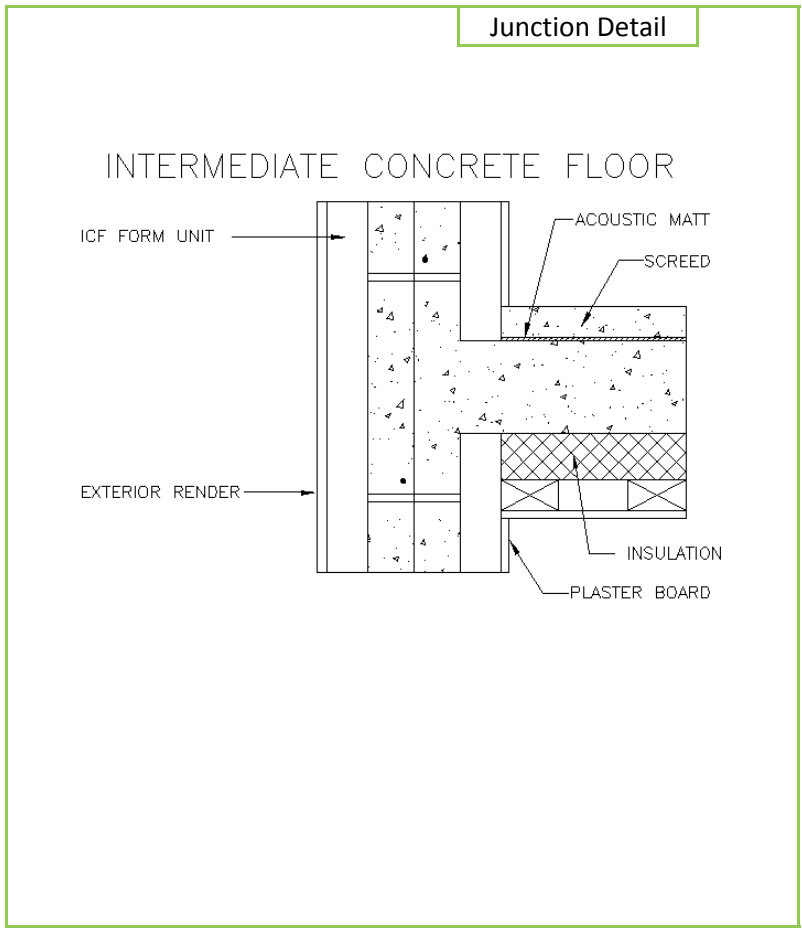 Junction Detail
INTERMEDIATE CONCRETE FLOOR
ICF FORM UNIT
ACOUSTIC MATT
SCREED
EXTERIOR RENDER
INSULATION
PLASTER BOARD